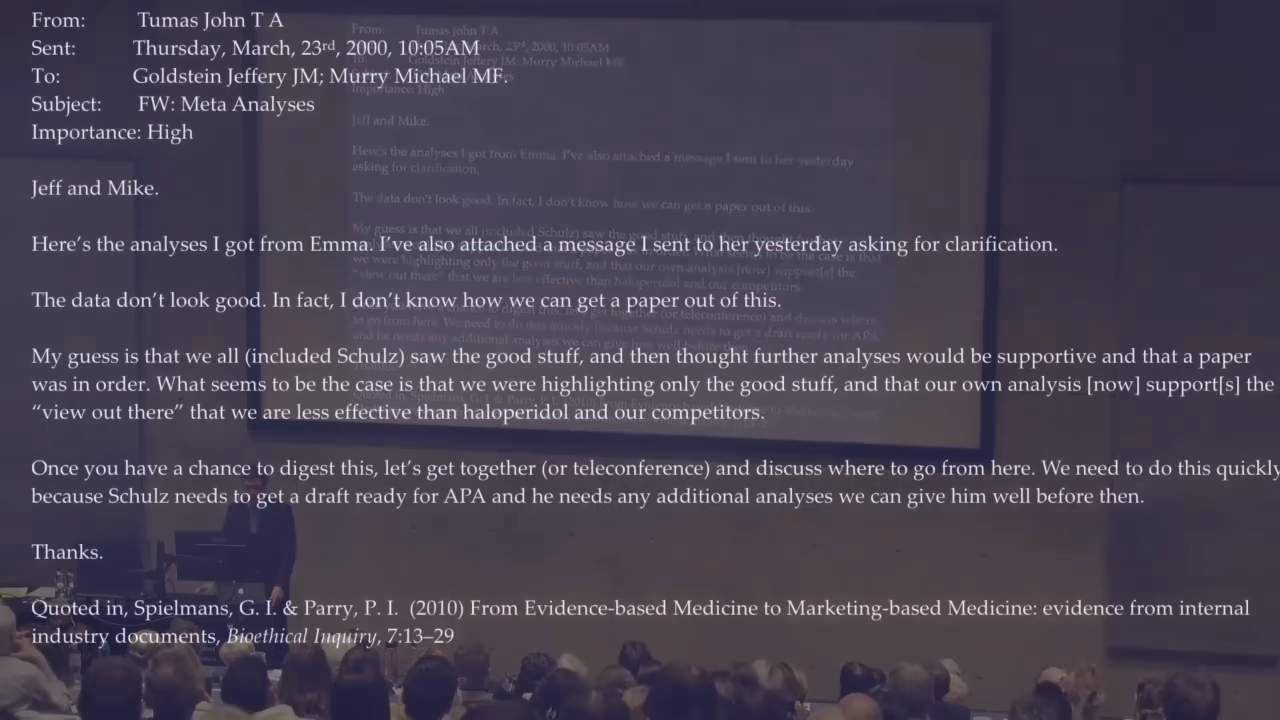 From: Tumas John T A
Sent: Thursday, March, 23rd, 2000, 10:05AM
To: Goldstein Jeffery JM; Murry Michael MF.
Subject: FW: Meta Analyses
Importance: High
Jeff and Mike.
Here's the analyses I got from Emma. I've also attached a message I sent to her yesterday asking for clarification.
The data don't look good. In fact, I don't know how we can get a paper out of this.
My guess is that we all (included Schulz) saw the good stuff, and then thought further analyses would be supportive and that a paper
was in order. What seems to be the case is that we were highlighting only the good stuff, and that our own analysis [now] support[s] the
“view out there” that we are less effective than haloperidol and our competitors.
Once you have a chance to digest this, let's get together (or teleconference) and discuss where to go from here. We need to do this quickly
because Schulz needs to get a draft ready for APA and he needs any additional analyses we can give him well before then.
Thanks.
Quoted in, Spielmans, G. I. & Parry, P. I. (2010) From Evidence-based Medicine to Marketing-based Medicine: evidence from internal
industry documents, Bioethical Inquiry, 7:13–29